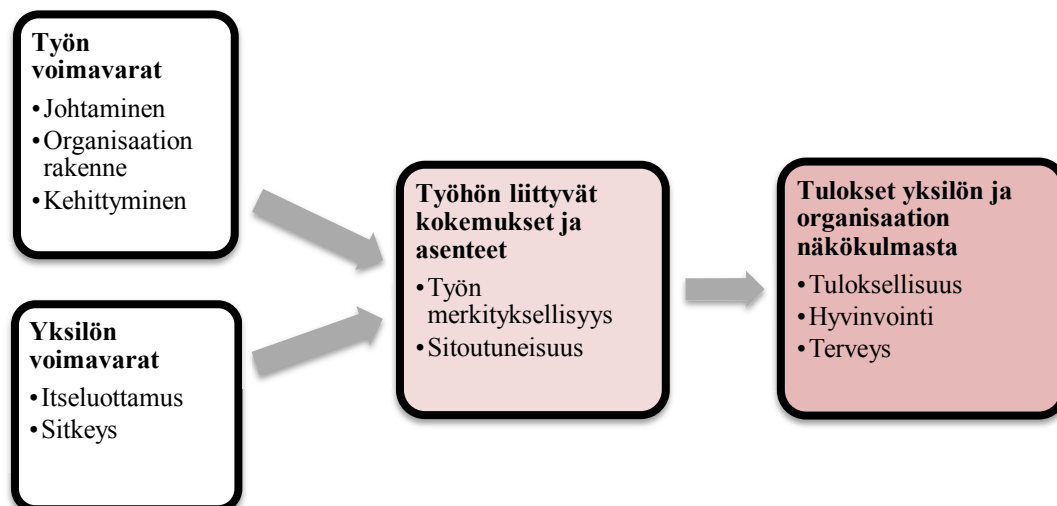 Työn
voimavarat
•Johtaminen
•Organisaation
rakenne
•Kehittyminen
Yksilön
voimavarat
•Itseluottamus
•Sitkeys
Työhön liittyvät
kokemukset ja
asenteet
•Työn
merkityksellisyys
•Sitoutuneisuus
Tulokset yksilön ja
organisaation
näkökulmasta
•Tuloksellisuus
•Hyvinvointi
•Terveys